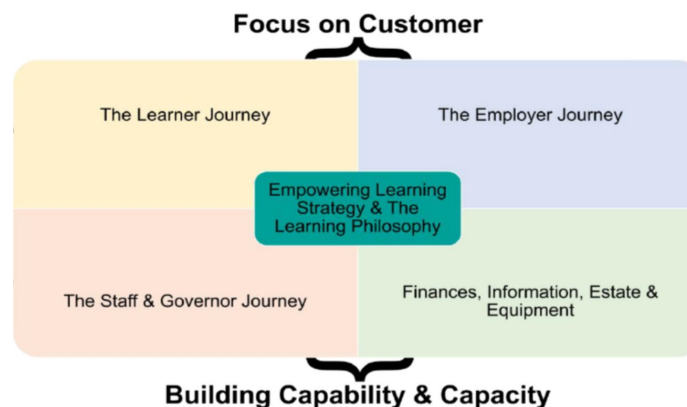 Focus on Customer
The Learner Journey
The Employer Journey
Empowering Learning
Strategy & The
Learning Philosophy
The Staff & Governor Journey
Finances, Information, Estate &
Equipment
Building Capability & Capacity